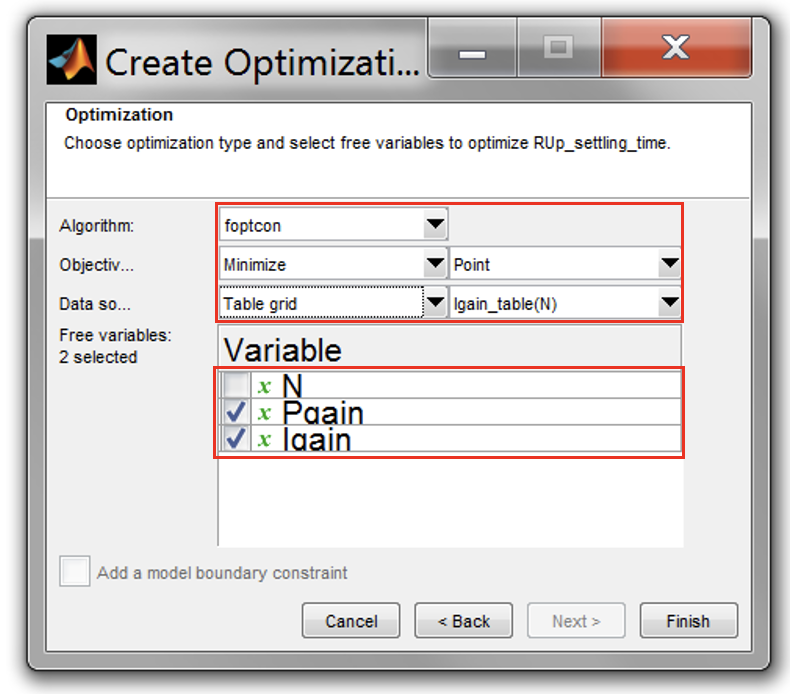 Create Optimizati...
Optimization
Choose optimization type and select free variables to optimize RUp_settling_time.
Algorithm: foptcon
Objectiv... Minimize Point
Data so... Table grid Igain_table(N)
Free variables:
2 selected
Variable
x N
x Pgain
x Igain
Add a model boundary constraint
Cancel < Back Next > Finish